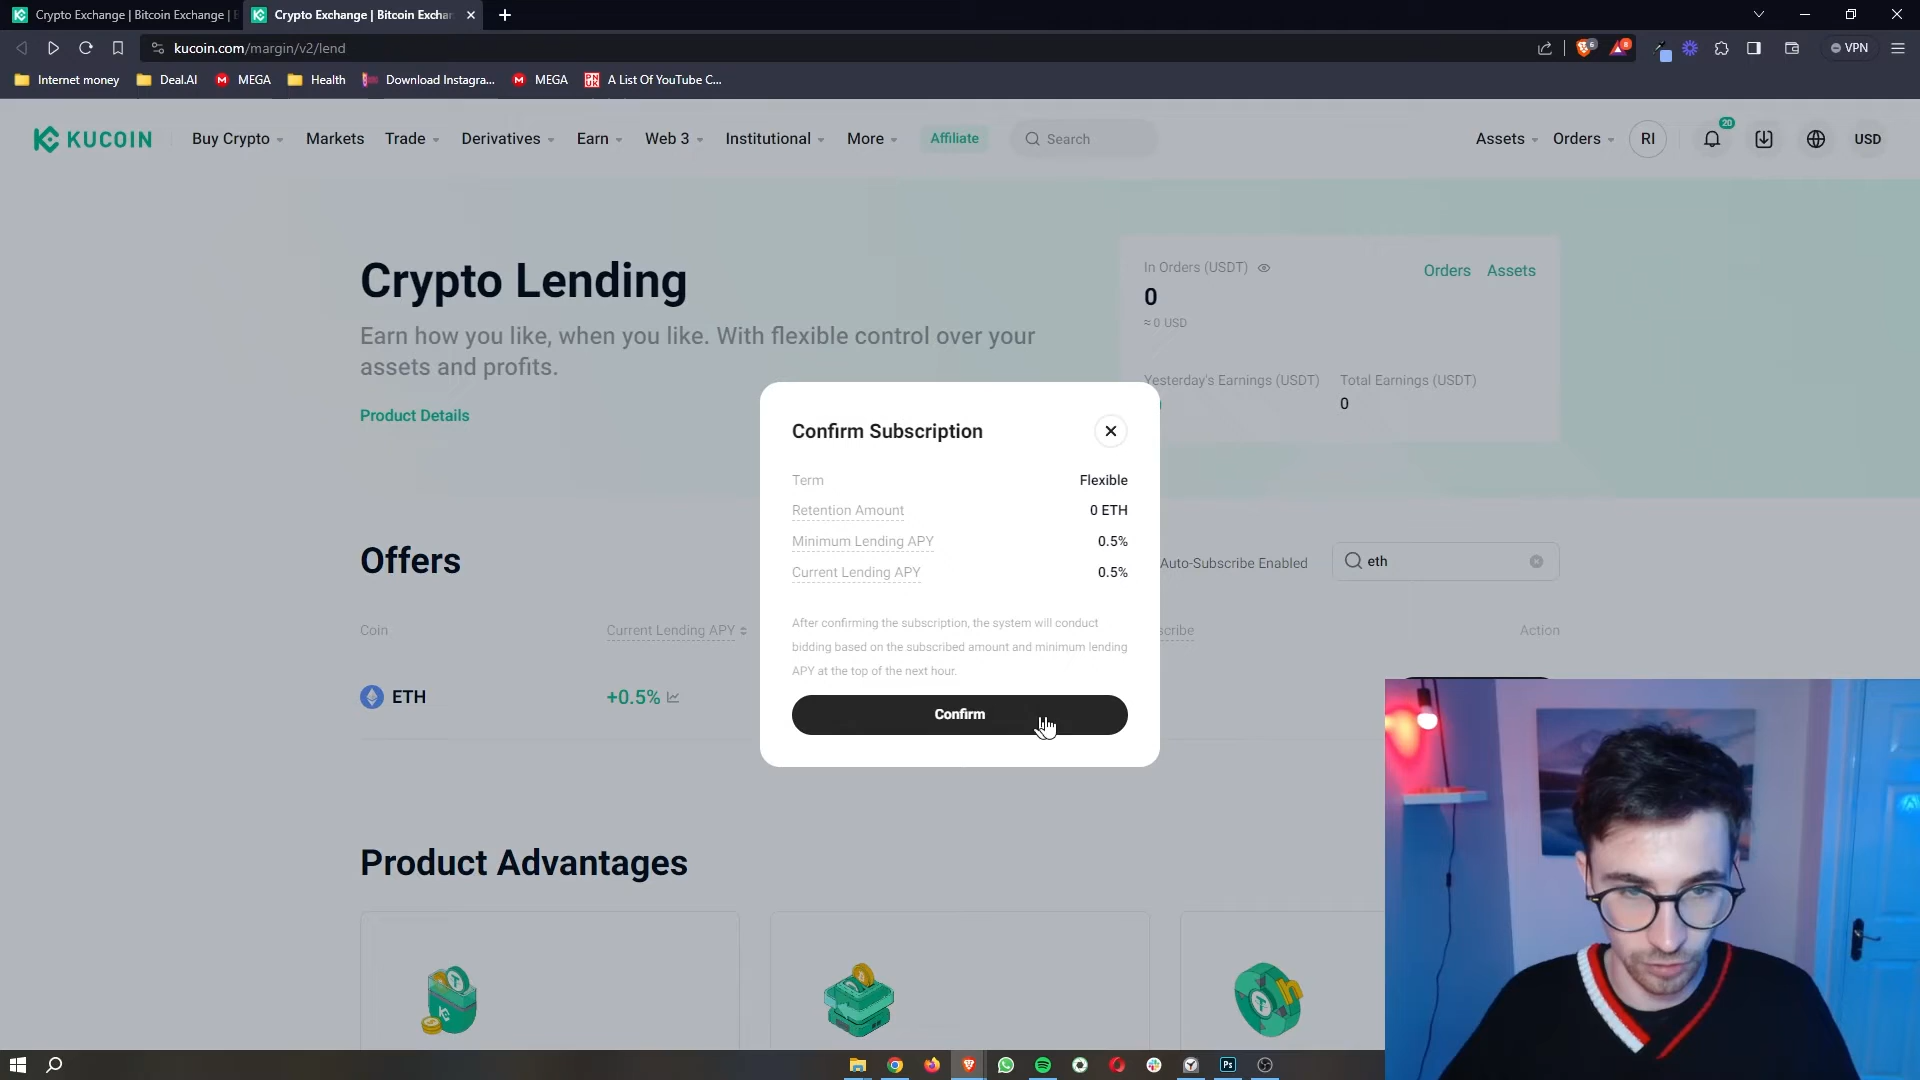 Crypto Exchange | Bitcoin Exchange |
Crypto Exchange | Bitcoin Exchan
kucoin.com/margin/v2/lend
VPN
Internet money
Deal.AI
MEGA
Health
Download Instagra...
MEGA
A List Of YouTube C...
KUCOIN
Buy Crypto
Markets
Trade
Derivatives
Earn
Web 3
Institutional
More
Affiliate
Search
Assets
Orders
RI
20
USD
Crypto Lending
Earn how you like, when you like. With flexible control over your
assets and profits.
Product Details
In Orders (USDT)
Orders
Assets
0
≈ 0 USD
Yesterday's Earnings (USDT)
Total Earnings (USDT)
0
Confirm Subscription
Term
Flexible
Retention Amount
0 ETH
Minimum Lending APY
0.5%
Current Lending APY
0.5%
After confirming the subscription, the system will conduct
bidding based on the subscribed amount and minimum lending
APY at the top of the next hour.
Confirm
Offers
Auto-Subscribe Enabled
eth
Coin
Current Lending APY
scribe
Action
ETH
+0.5%
Product Advantages
Ps